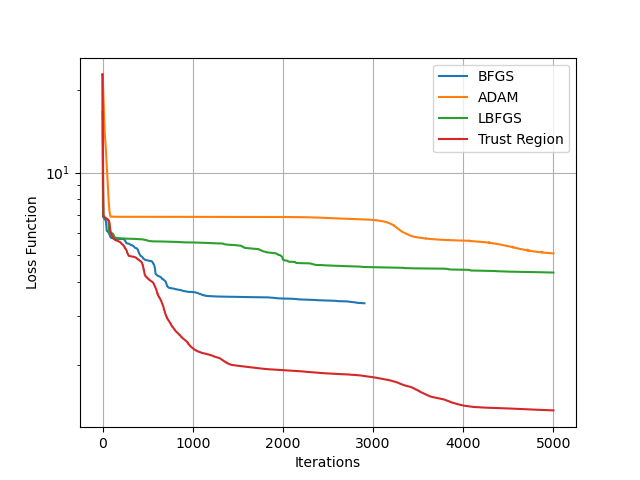 BFGS
ADAM
LBFGS
Trust Region
10¹
Loss Function
0 1000 2000 3000 4000 5000
Iterations